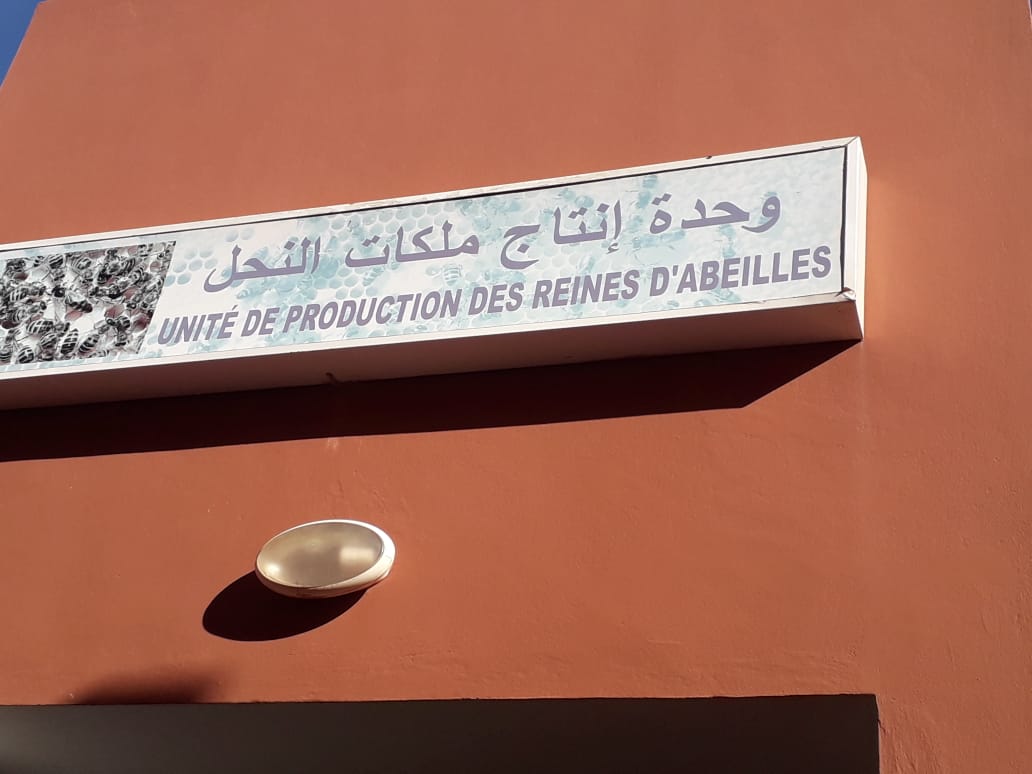 وحدة إنتاج ملكات النحل
UNITÉ DE PRODUCTION DES REINES D'ABEILLES